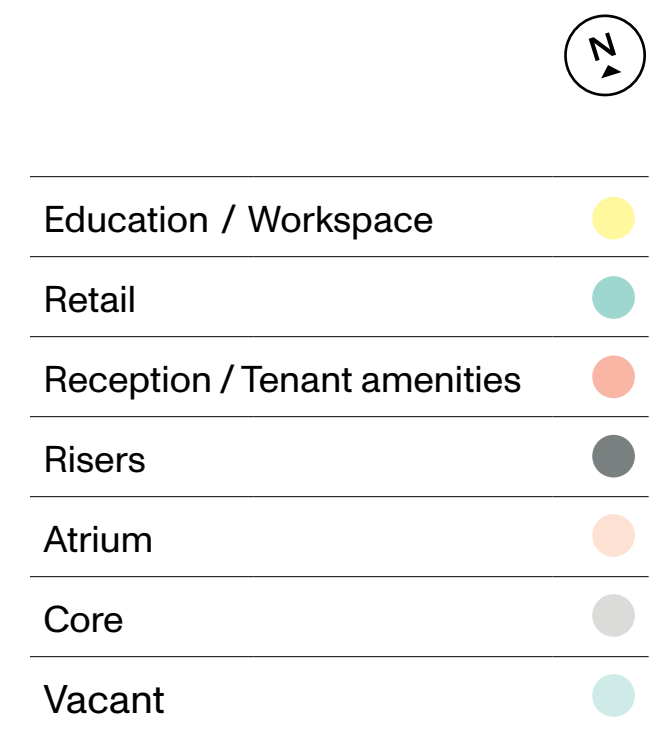 N
Education / Workspace
Retail
Reception / Tenant amenities
Risers
Atrium
Core
Vacant